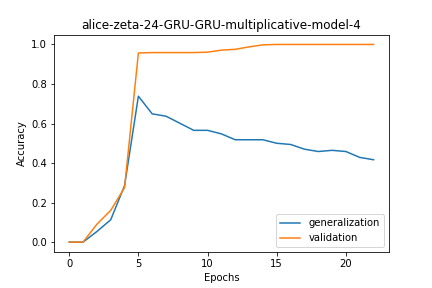 alice-zeta-24-GRU-GRU-multiplicative-model-4
1.0
0.8
0.6
0.4
0.2
0.0
Accuracy
generalization
validation
0 5 10 15 20
Epochs